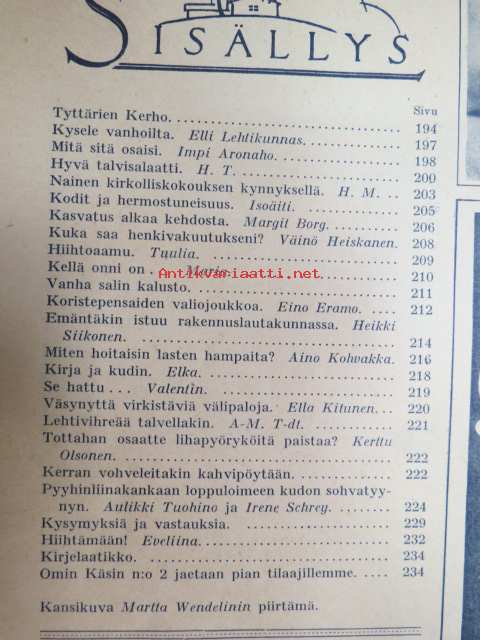 SISÄLLYS
Sivu
Tyttärien Kerho. 194
Kysele vanhoilta. Elli Lehtikunnas. 197
Mitä sitä osaisi. Impi Aronaho. 198
Hyvä talvisalaatti. H. T. 200
Nainen kirkolliskokouksen kynnyksellä. H. M. 203
Kodit ja hermostuneisuus. Isoäiti. 205
Kasvatus alkaa kehdosta. Margit Borg. 206
Kuka saa henkivakuutukseni? Väinö Heiskanen. 208
Hiihtoaamu. Tuulia. 209
Kellä onni on . . Marja. 210
Antikvariaatti.net
Vanha salin kalusto. 211
Koristepensaiden valiojoukkoa. Eino Eramo. 212
Emäntäkin istuu rakennuslautakunnassa. Heikki
Siikonen. 214
Miten hoitaisin lasten hampaita? Aino Kohvakka. 216
Kirja ja kudin. Elka. 218
Se hattu . . . Valentin. 219
Väsynyttä virkistäviä välipaloja. Ella Kitunen. 220
Lehtivihreää talvellakin. A-M. T-dt. 221
Tottahan osaatte lihapyöryköitä paistaa? Kerttu
Olsonen. 222
Kerran vohveleitakin kahvipöytään. 222
Pyyhinliinakankaan loppuloimeen kudon sohvatyy-
nyn. Aulikki Tuohino ja Irene Schrey. 224
Kysymyksiä ja vastauksia. 229
Hiihtämään! Eveliina. 232
Kirjelaatikko. 234
Omin Käsin n:o 2 jaetaan pian tilaajillemme. 234
Kansikuva Martta Wendelinin piirtämä.